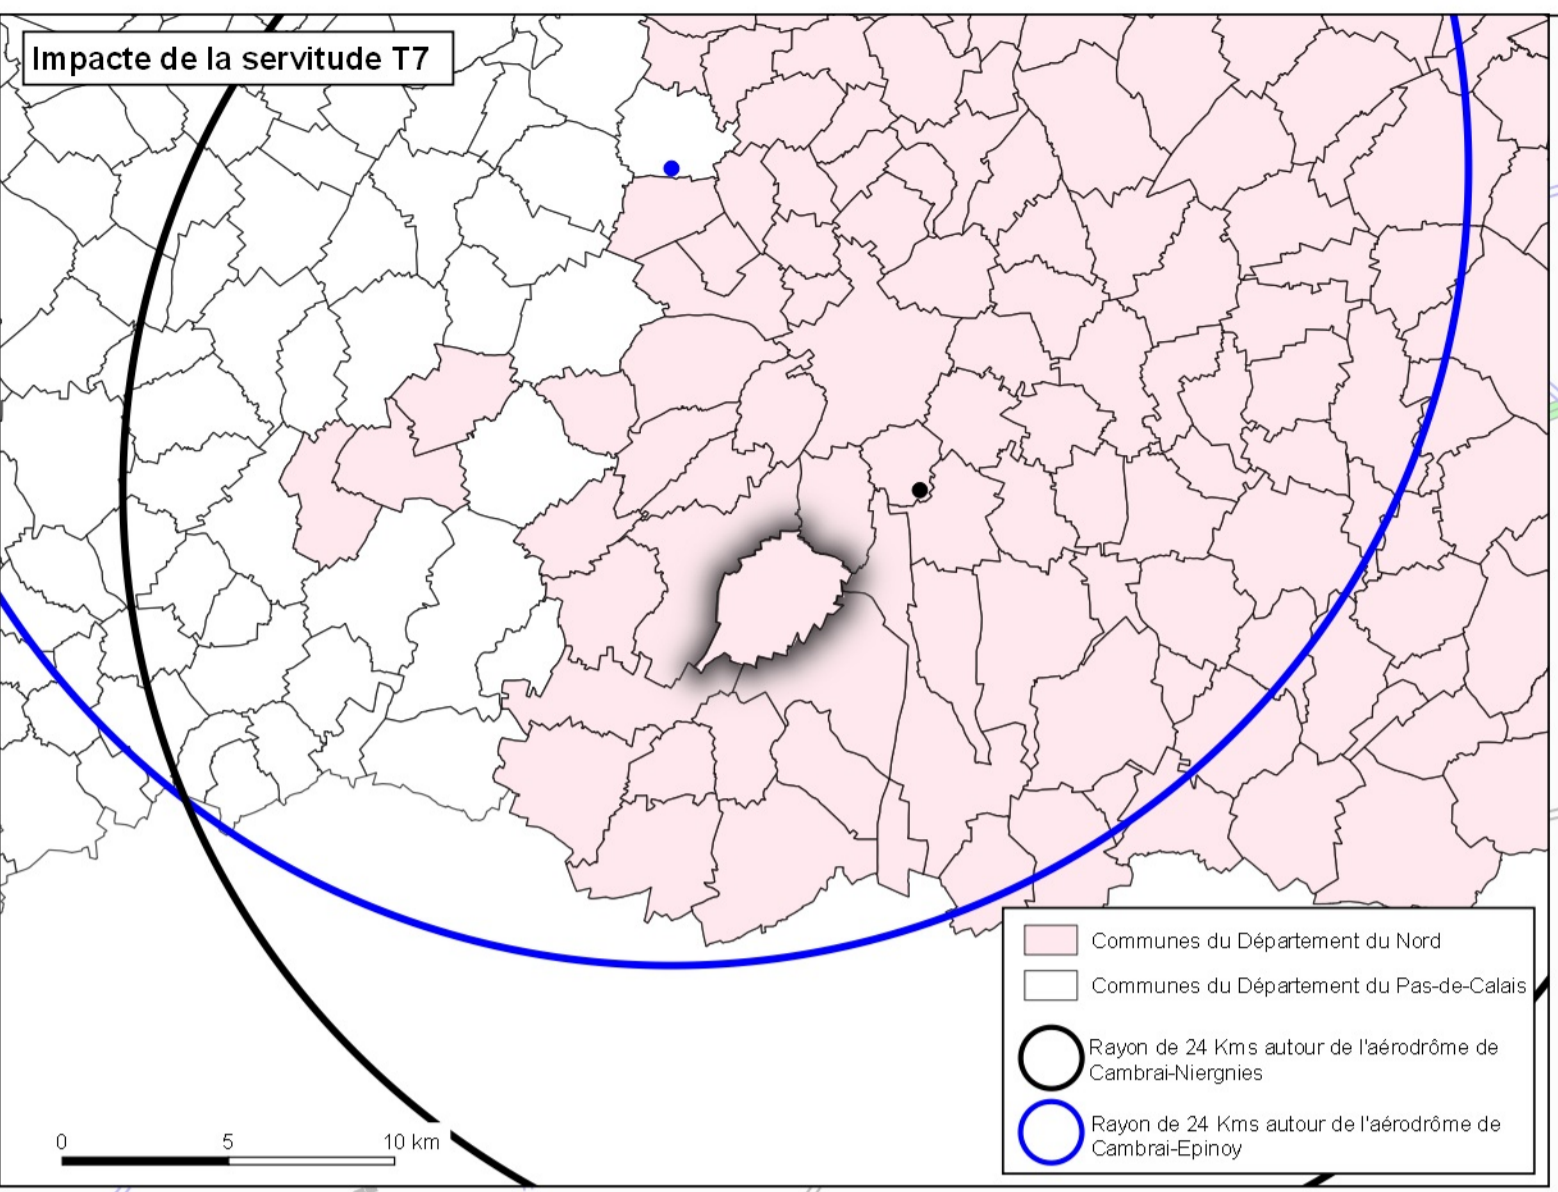 Impacte de la servitude T7
Communes du Département du Nord
Communes du Département du Pas-de-Calais
Rayon de 24 Kms autour de l'aérodrôme de
Cambrai-Niergnies
Rayon de 24 Kms autour de l'aérodrôme de
Cambrai-Epinoy
0 5 10 km